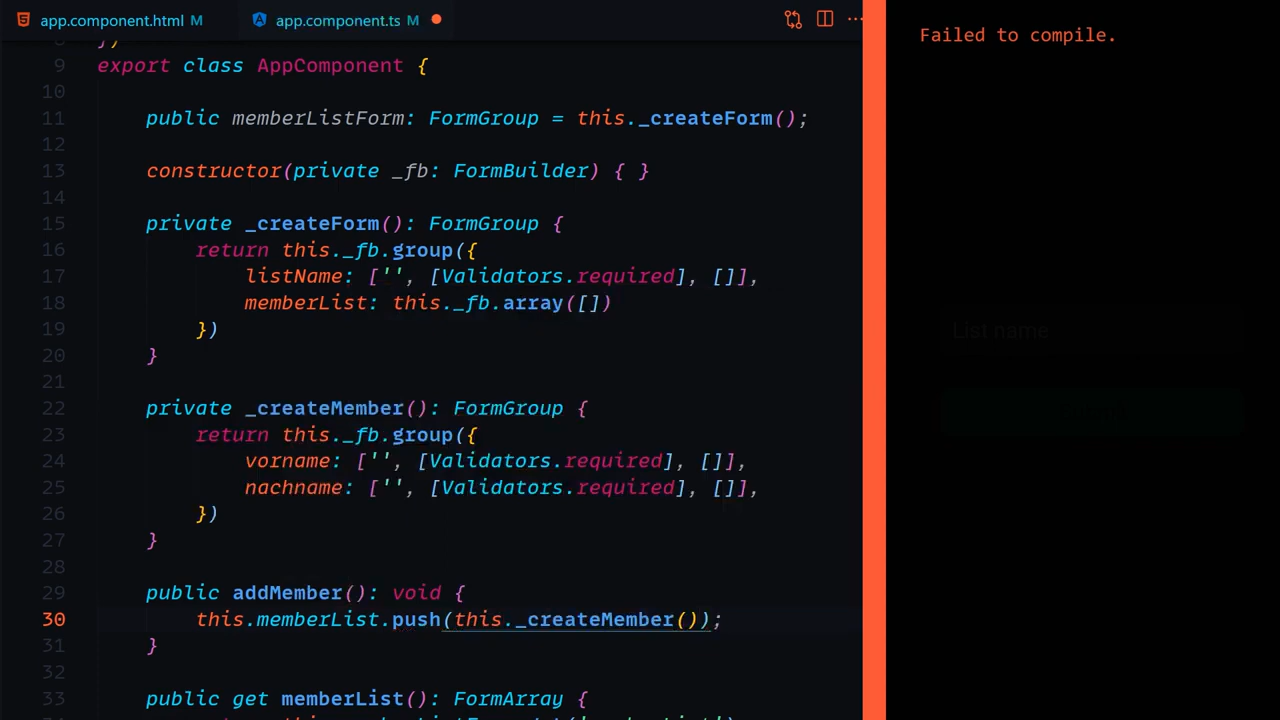 app.component.html M
app.component.ts M
Failed to compile.
9 export class AppComponent {
10
11 public memberListForm: FormGroup = this._createForm();
12
13 constructor(private _fb: FormBuilder) { }
14
15 private _createForm(): FormGroup {
16 return this._fb.group({
17 listName: ['', [Validators.required], []],
18 memberList: this._fb.array([])
19 })
20 }
21
22 private _createMember(): FormGroup {
23 return this._fb.group({
24 vorname: ['', [Validators.required], []],
25 nachname: ['', [Validators.required], []],
26 })
27 }
28
29 public addMember(): void {
30 this.memberList.push(this._createMember());
31 }
32
33 public get memberList(): FormArray {
List name